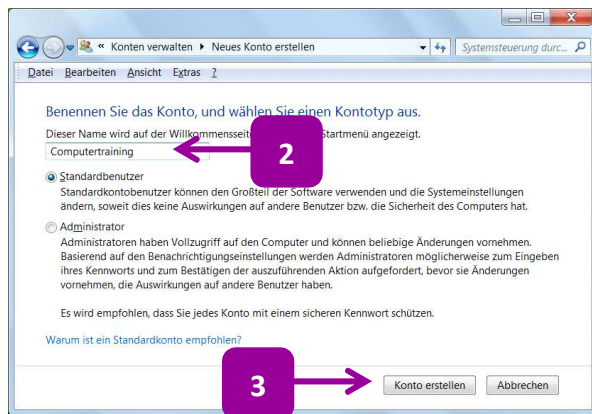 « Konten verwalten ▸ Neues Konto erstellen
Systemsteuerung durc...
Datei Bearbeiten Ansicht Extras ?
Benennen Sie das Konto, und wählen Sie einen Kontotyp aus.
Dieser Name wird auf der Willkommensseite Startmenü angezeigt.
Computertraining
2
Standardbenutzer
Standardkontobenutzer können den Großteil der Software verwenden und die Systemeinstellungen
ändern, soweit dies keine Auswirkungen auf andere Benutzer bzw. die Sicherheit des Computers hat.
Administrator
Administratoren haben Vollzugriff auf den Computer und können beliebige Änderungen vornehmen.
Basierend auf den Benachrichtigungseinstellungen werden Administratoren möglicherweise zum Eingeben
ihres Kennworts und zum Bestätigen der auszuführenden Aktion aufgefordert, bevor sie Änderungen
vornehmen, die Auswirkungen auf andere Benutzer haben.
Es wird empfohlen, dass Sie jedes Konto mit einem sicheren Kennwort schützen.
Warum ist ein Standardkonto empfohlen?
3
Konto erstellen Abbrechen